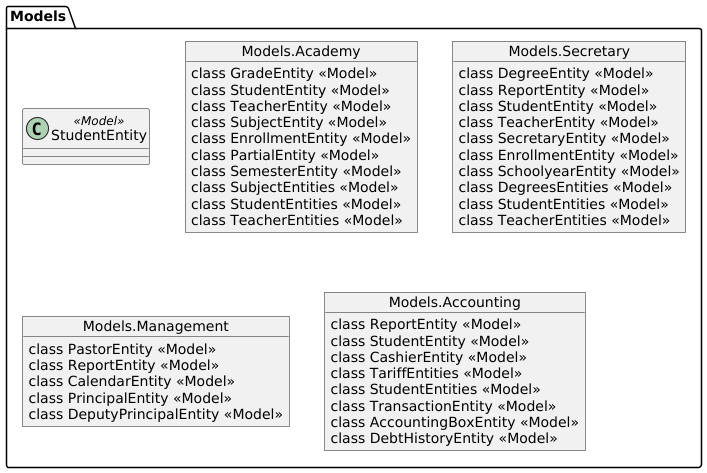 Models
C
«Model»
StudentEntity
Models.Academy
class GradeEntity «Model»
class StudentEntity «Model»
class TeacherEntity «Model»
class SubjectEntity «Model»
class EnrollmentEntity «Model»
class PartialEntity «Model»
class SemesterEntity «Model»
class SubjectEntities «Model»
class StudentEntities «Model»
class TeacherEntities «Model»
Models.Secretary
class DegreeEntity «Model»
class ReportEntity «Model»
class StudentEntity «Model»
class TeacherEntity «Model»
class SecretaryEntity «Model»
class EnrollmentEntity «Model»
class SchoolyearEntity «Model»
class DegreesEntities «Model»
class StudentEntities «Model»
class TeacherEntities «Model»
Models.Management
class PastorEntity «Model»
class ReportEntity «Model»
class CalendarEntity «Model»
class PrincipalEntity «Model»
class DeputyPrincipalEntity «Model»
Models.Accounting
class ReportEntity «Model»
class StudentEntity «Model»
class CashierEntity «Model»
class TariffEntities «Model»
class StudentEntities «Model»
class TransactionEntity «Model»
class AccountingBoxEntity «Model»
class DebtHistoryEntity «Model»